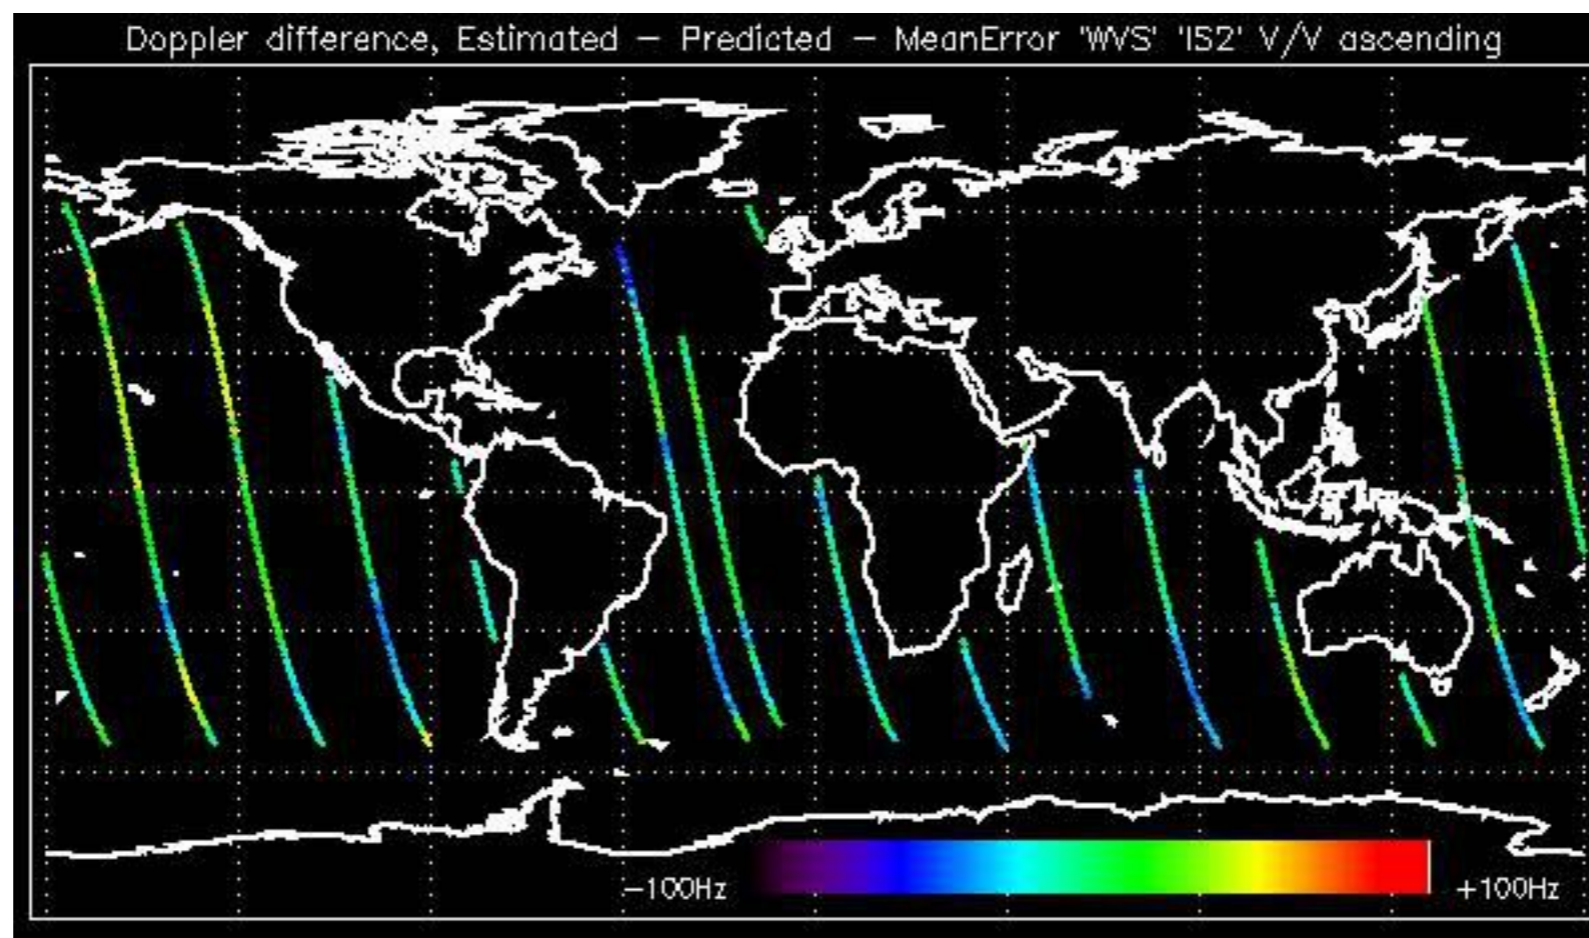 Doppler difference, Estimated – Predicted – MeanError 'WVS' 'IS2' V/V ascending
–100Hz +100Hz